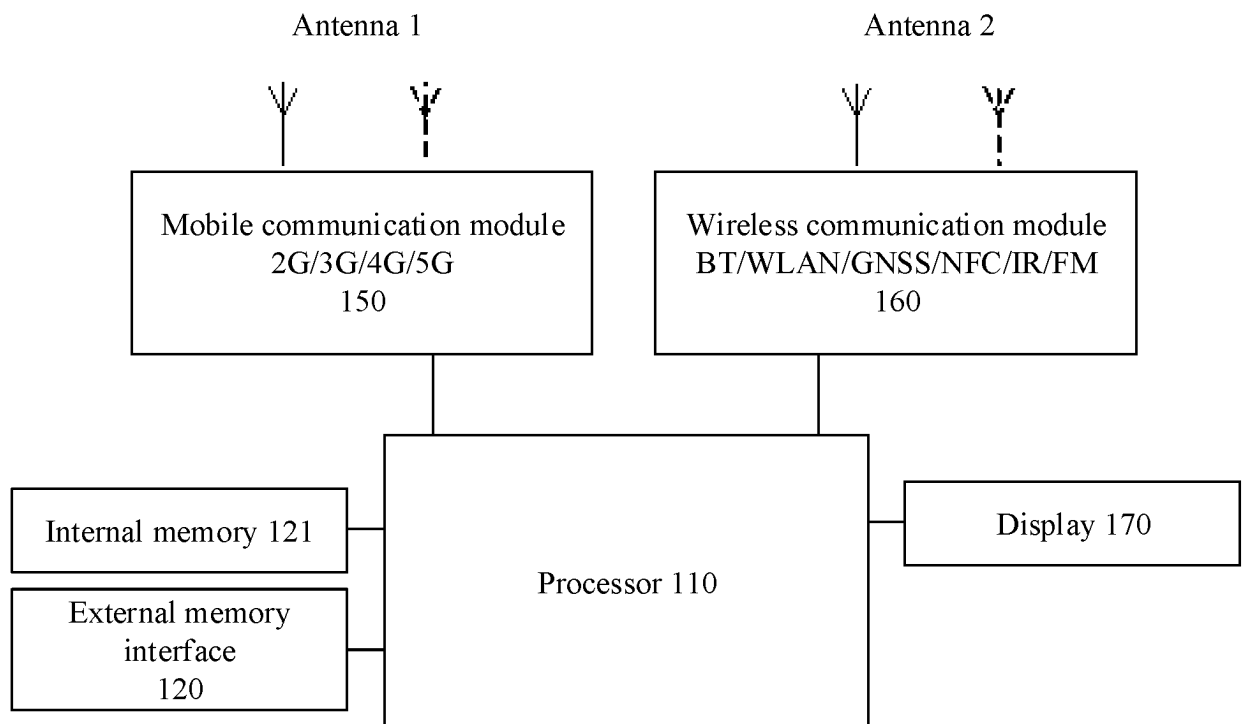 Antenna 1
Antenna 2
Mobile communication module
2G/3G/4G/5G
150
Wireless communication module
BT/WLAN/GNSS/NFC/IR/FM
160
Internal memory 121
External memory
interface
120
Processor 110
Display 170